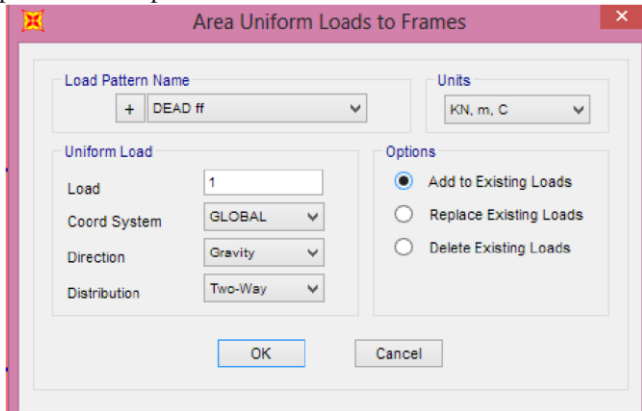 Area Uniform Loads to Frames
Load Pattern Name
+ DEAD ff
Units
KN, m, C
Uniform Load
Load 1
Coord System GLOBAL
Direction Gravity
Distribution Two-Way
Options
Add to Existing Loads
Replace Existing Loads
Delete Existing Loads
OK
Cancel